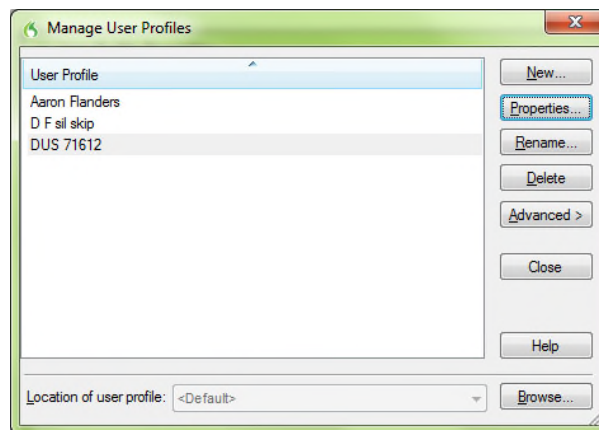 Manage User Profiles
User Profile
Aaron Flanders
D F sil skip
DUS 71612
New...
Properties...
Rename...
Delete
Advanced >
Close
Help
Location of user profile: <Default> Browse...